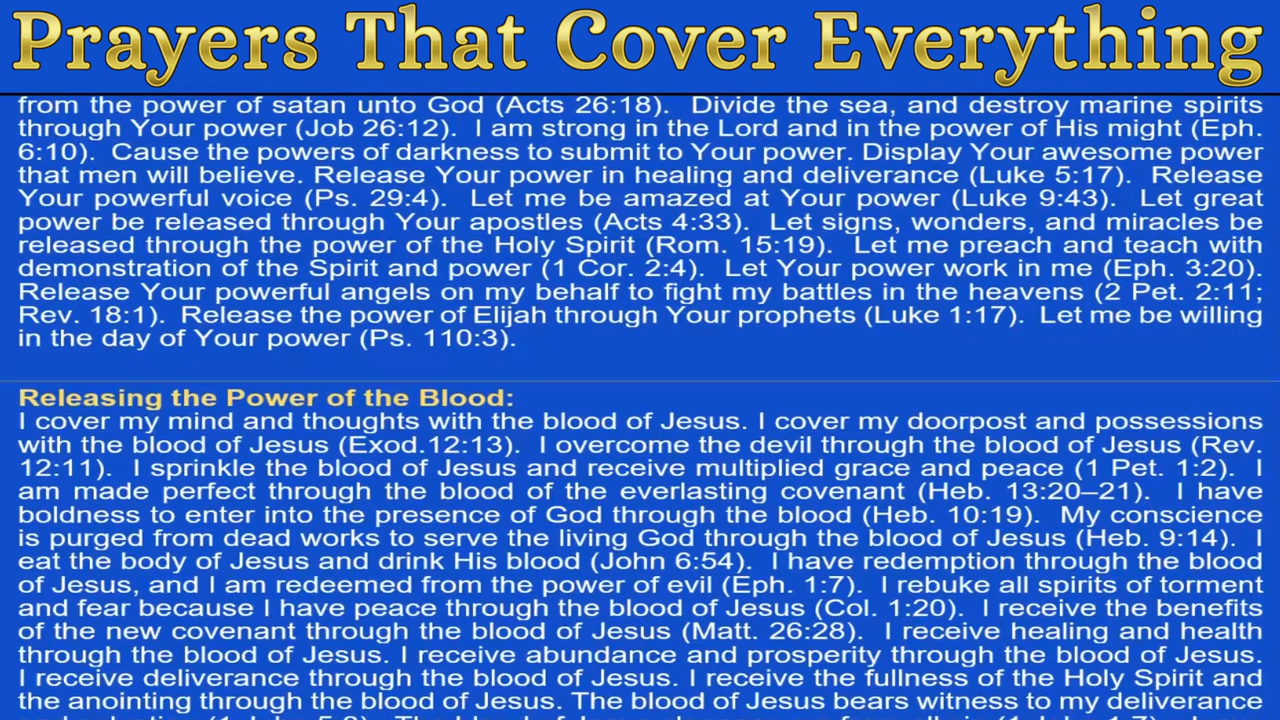 Prayers That Cover Everything
from the power of satan unto God (Acts 26:18).  Divide the sea, and destroy marine spirits
through Your power (Job 26:12).  I am strong in the Lord and in the power of His might (Eph.
6:10).  Cause the powers of darkness to submit to Your power. Display Your awesome power
that men will believe. Release Your power in healing and deliverance (Luke 5:17).  Release
Your powerful voice (Ps. 29:4).  Let me be amazed at Your power (Luke 9:43).  Let great
power be released through Your apostles (Acts 4:33).  Let signs, wonders, and miracles be
released through the power of the Holy Spirit (Rom. 15:19).  Let me preach and teach with
demonstration of the Spirit and power (1 Cor. 2:4).  Let Your power work in me (Eph. 3:20).
Release Your powerful angels on my behalf to fight my battles in the heavens (2 Pet. 2:11;
Rev. 18:1).  Release the power of Elijah through Your prophets (Luke 1:17).  Let me be willing
in the day of Your power (Ps. 110:3).
Releasing the Power of the Blood:
I cover my mind and thoughts with the blood of Jesus. I cover my doorpost and possessions
with the blood of Jesus (Exod.12:13).  I overcome the devil through the blood of Jesus (Rev.
12:11).  I sprinkle the blood of Jesus and receive multiplied grace and peace (1 Pet. 1:2).  I
am made perfect through the blood of the everlasting covenant (Heb. 13:20–21).  I have
boldness to enter into the presence of God through the blood (Heb. 10:19).  My conscience
is purged from dead works to serve the living God through the blood of Jesus (Heb. 9:14).  I
eat the body of Jesus and drink His blood (John 6:54).  I have redemption through the blood
of Jesus, and I am redeemed from the power of evil (Eph. 1:7).  I rebuke all spirits of torment
and fear because I have peace through the blood of Jesus (Col. 1:20).  I receive the benefits
of the new covenant through the blood of Jesus (Matt. 26:28).  I receive healing and health
through the blood of Jesus. I receive abundance and prosperity through the blood of Jesus.
I receive deliverance through the blood of Jesus. I receive the fullness of the Holy Spirit and
the anointing through the blood of Jesus. The blood of Jesus bears witness to my deliverance